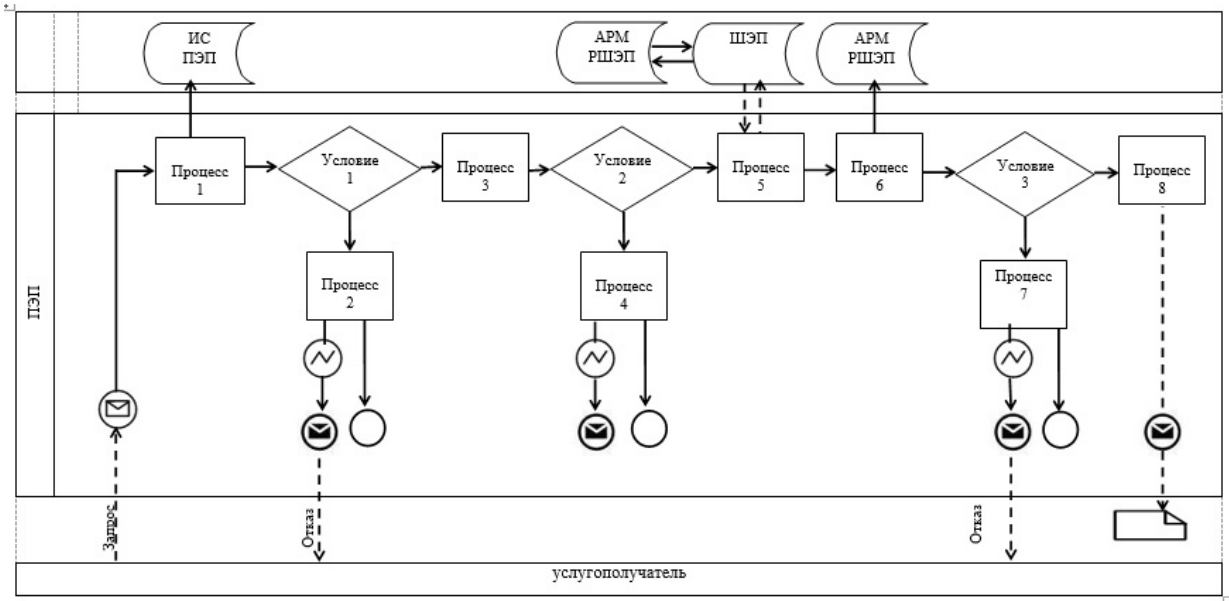 ИС
ПЭП
АРМ
РШЭП
ШЭП
АРМ
РШЭП
ПЭП
Процесс
1
Условие
1
Процесс
3
Условие
2
Процесс
5
Процесс
6
Условие
3
Процесс
8
Процесс
2
Процесс
4
Процесс
7
Запрос
Отказ
Отказ
услугополучатель